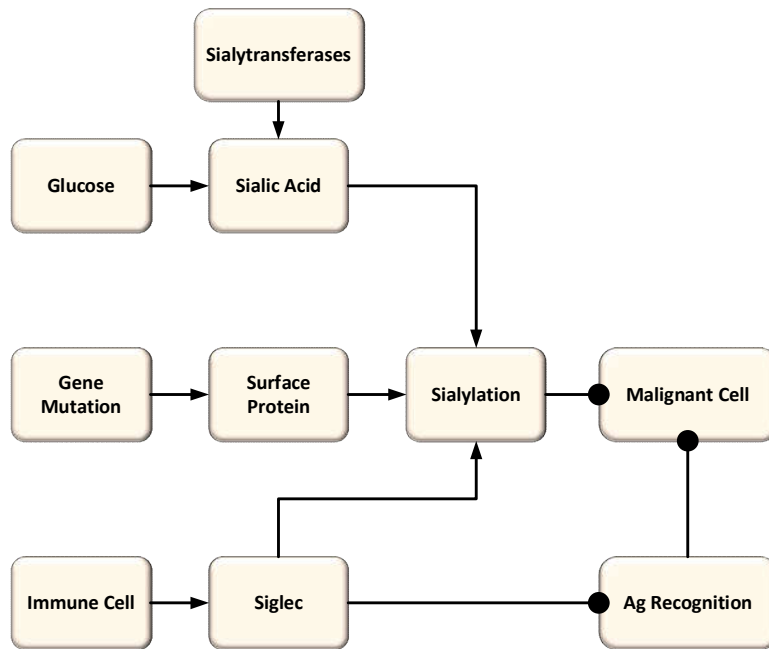 Sialytransferases
Glucose
Sialic Acid
Gene
Mutation
Surface
Protein
Sialylation
Malignant Cell
Immune Cell
Siglec
Ag Recognition